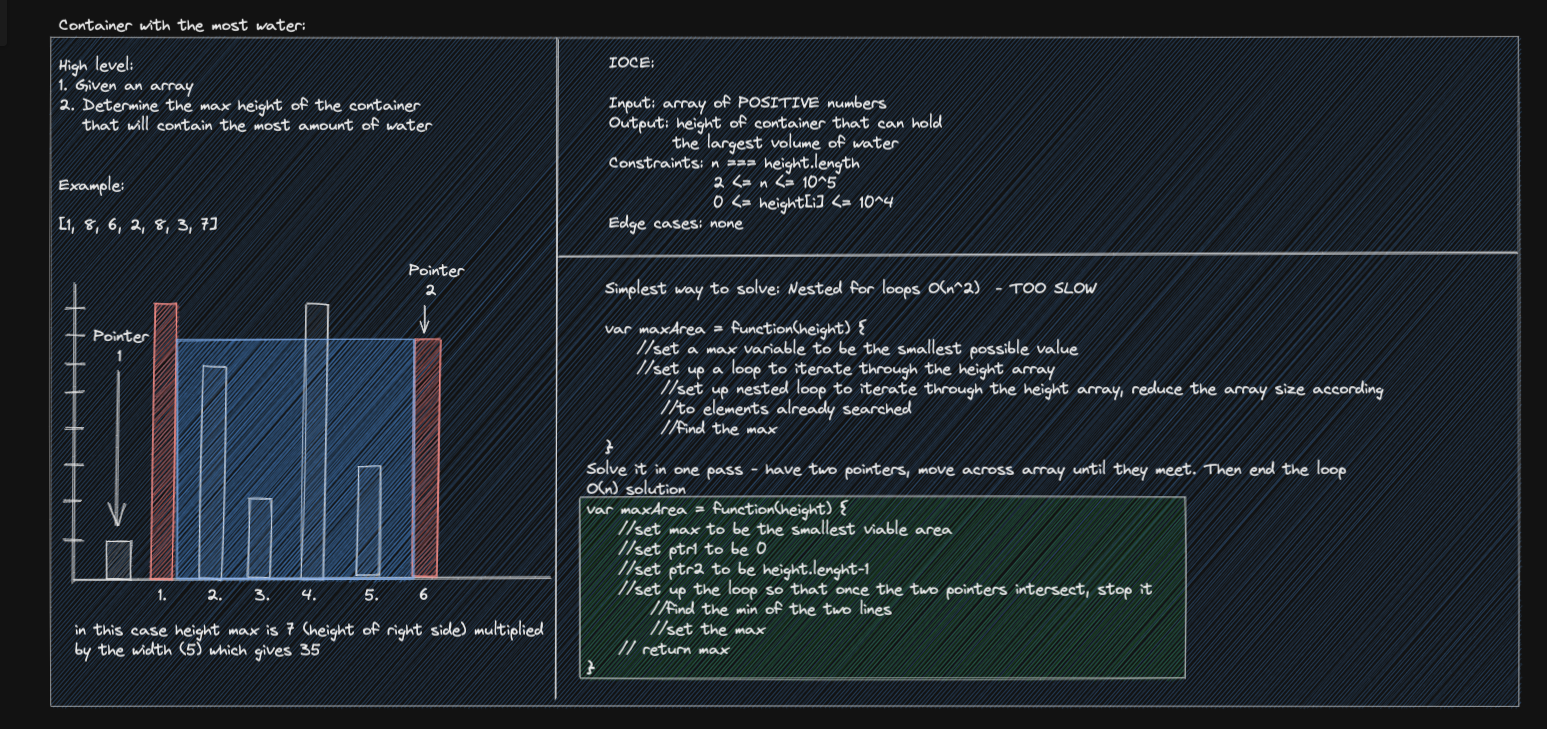 Container with the most water:
High level:
1. Given an array
2. Determine the max height of the container
that will contain the most amount of water
Example:
[1, 8, 6, 2, 8, 3, 7]
Pointer
2
Pointer
1
1.
2.
3.
4.
5.
6
in this case height max is 7 (height of right side) multiplied
by the width (5) which gives 35
IOCE:
Input: array of POSITIVE numbers
Output: height of container that can hold
the largest volume of water
Constraints: n === height.length
2 <= n <= 10^5
0 <= height[i] <= 10^4
Edge cases: none
Simplest way to solve: Nested for loops O(n^2) - TOO SLOW
var maxArea = function(height) {
//set a max variable to be the smallest possible value
//set up a loop to iterate through the height array
//set up nested loop to iterate through the height array, reduce the array size according
//to elements already searched
//find the max
}
Solve it in one pass - have two pointers, move across array until they meet. Then end the loop
O(n) solution
var maxArea = function(height) {
//set max to be the smallest viable area
//set ptr1 to be 0
//set ptr2 to be height.lenght-1
//set up the loop so that once the two pointers intersect, stop it
//find the min of the two lines
//set the max
// return max
}